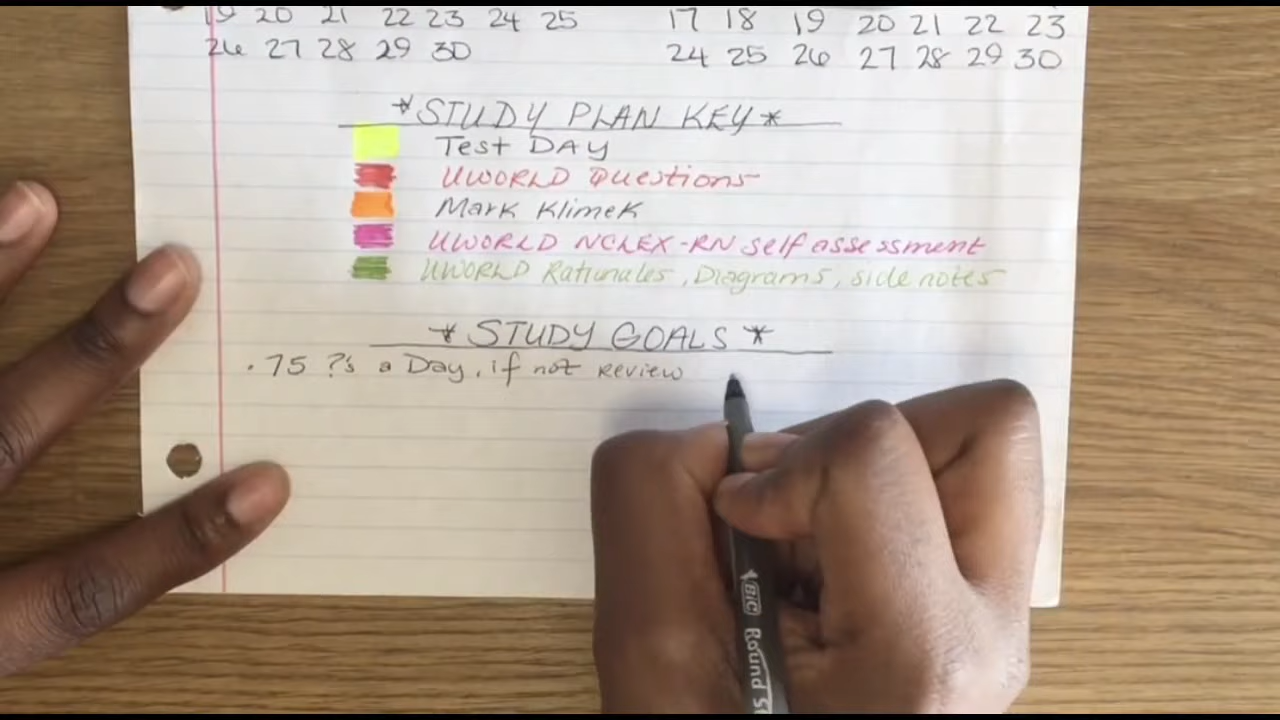 19 20 21 22 23 24 25 17 18 19 20 21 22 23
26 27 28 29 30 24 25 26 27 28 29 30
*STUDY PLAN KEY*
Test DAY
UWORLD Questions
Mark Klimek
UWORLD NCLEX-RN self assessment
UWORLD Rationales, Diagrams, side notes
* STUDY GOALS *
. 75 ?'s a Day, if not review
BIC Round S